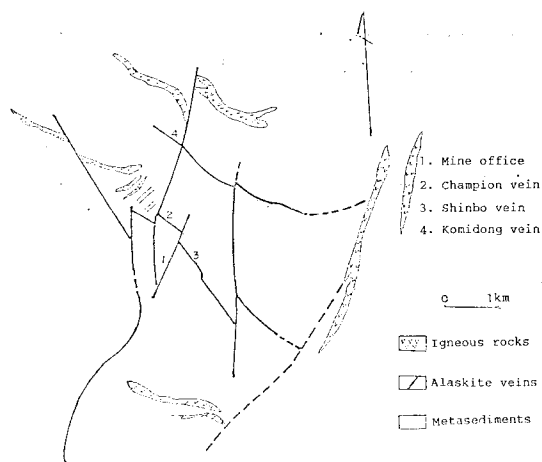 4
2
1
3
1. Mine office
2. Champion vein
3. Shinbo vein
4. Komidong vein
0 1km
Igneous rocks
Alaskite veins
Metasediments